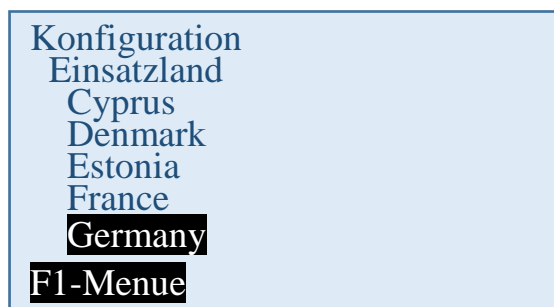 Konfiguration
Einsatzland
Cyprus
Denmark
Estonia
France
Germany
F1-Menue